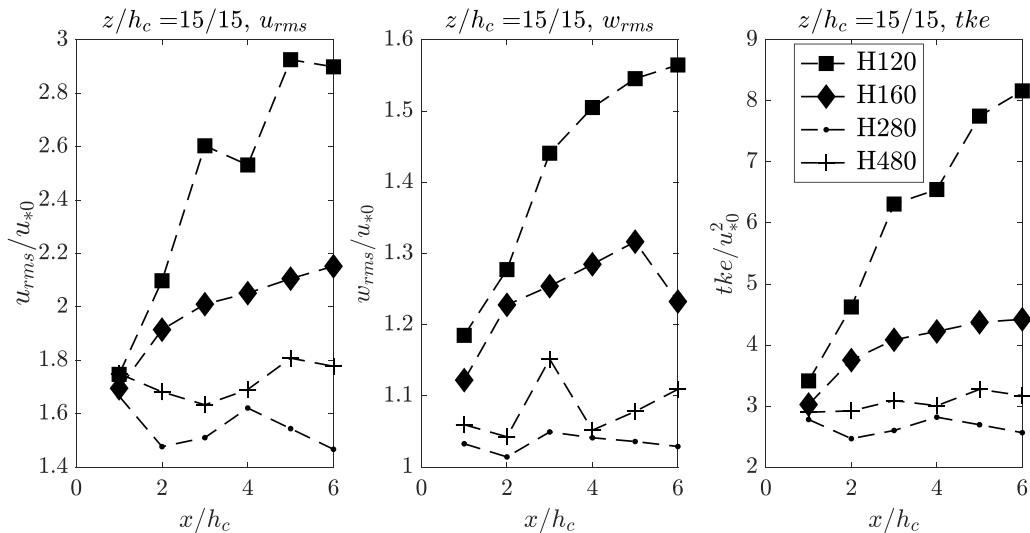 z/h_c =15/15, u_rms
3
2.8
2.6
2.4
2.2
2
1.8
1.6
1.4
u_rms/u_*0
0 2 4 6
x/h_c
z/h_c =15/15, w_rms
1.6
1.5
1.4
1.3
1.2
1.1
1
w_rms/u_*0
0 2 4 6
x/h_c
z/h_c =15/15, tke
9
8
7
6
5
4
3
2
tke/u²_*0
0 2 4 6
x/h_c
H120
H160
H280
H480